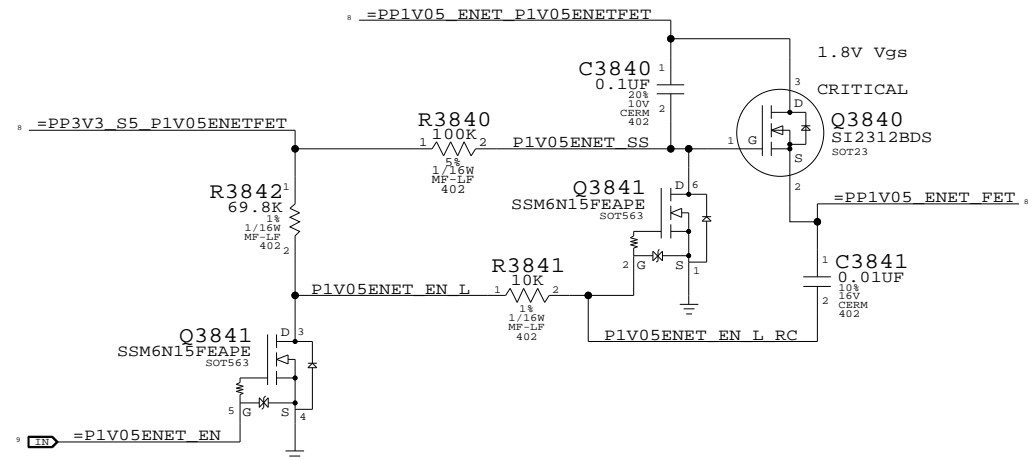 8 =PP1V05_ENET_P1V05ENETFET
1.8V Vgs
C3840
0.1UF
20%
10V
CERM
402
1
2
3
CRITICAL
D
Q3840
SI2312BDS
SOT23
1 G
S
2
8 =PP3V3_S5_P1V05ENETFET
R3840
1 100K 2
5%
1/16W
MF-LF
402
P1V05ENET_SS
Q3841
SSM6N15FEAPE
SOT563
D 6
2 G S 1
=PP1V05_ENET_FET 8
R3842
69.8K
1%
1/16W
MF-LF
402
1
2
C3841
0.01UF
10%
16V
CERM
402
1
2
P1V05ENET_EN_L
R3841
1 10K 2
1%
1/16W
MF-LF
402
P1V05ENET_EN_L_RC
Q3841
SSM6N15FEAPE
SOT563
D 3
5 G S 4
9 IN =P1V05ENET_EN